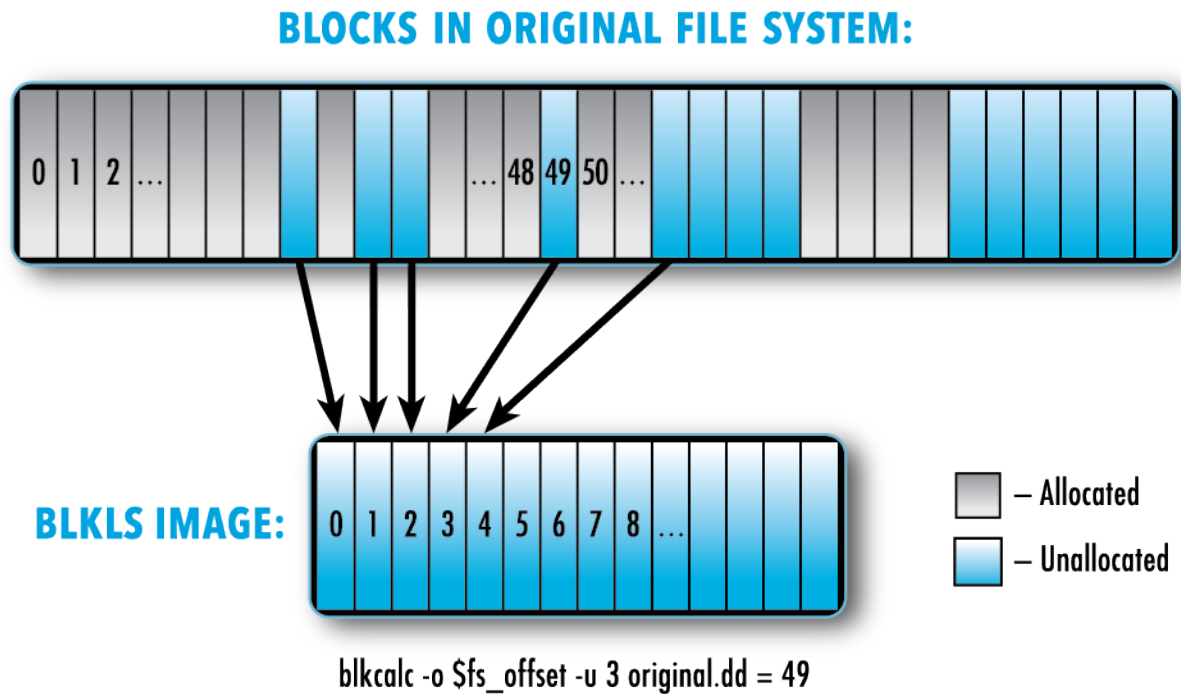 BLOCKS IN ORIGINAL FILE SYSTEM:
0 1 2 ... ... 48 49 50 ...
BLKLS IMAGE:
0 1 2 3 4 5 6 7 8 ...
– Allocated
– Unallocated
blkcalc -o $fs_offset -u 3 original.dd = 49